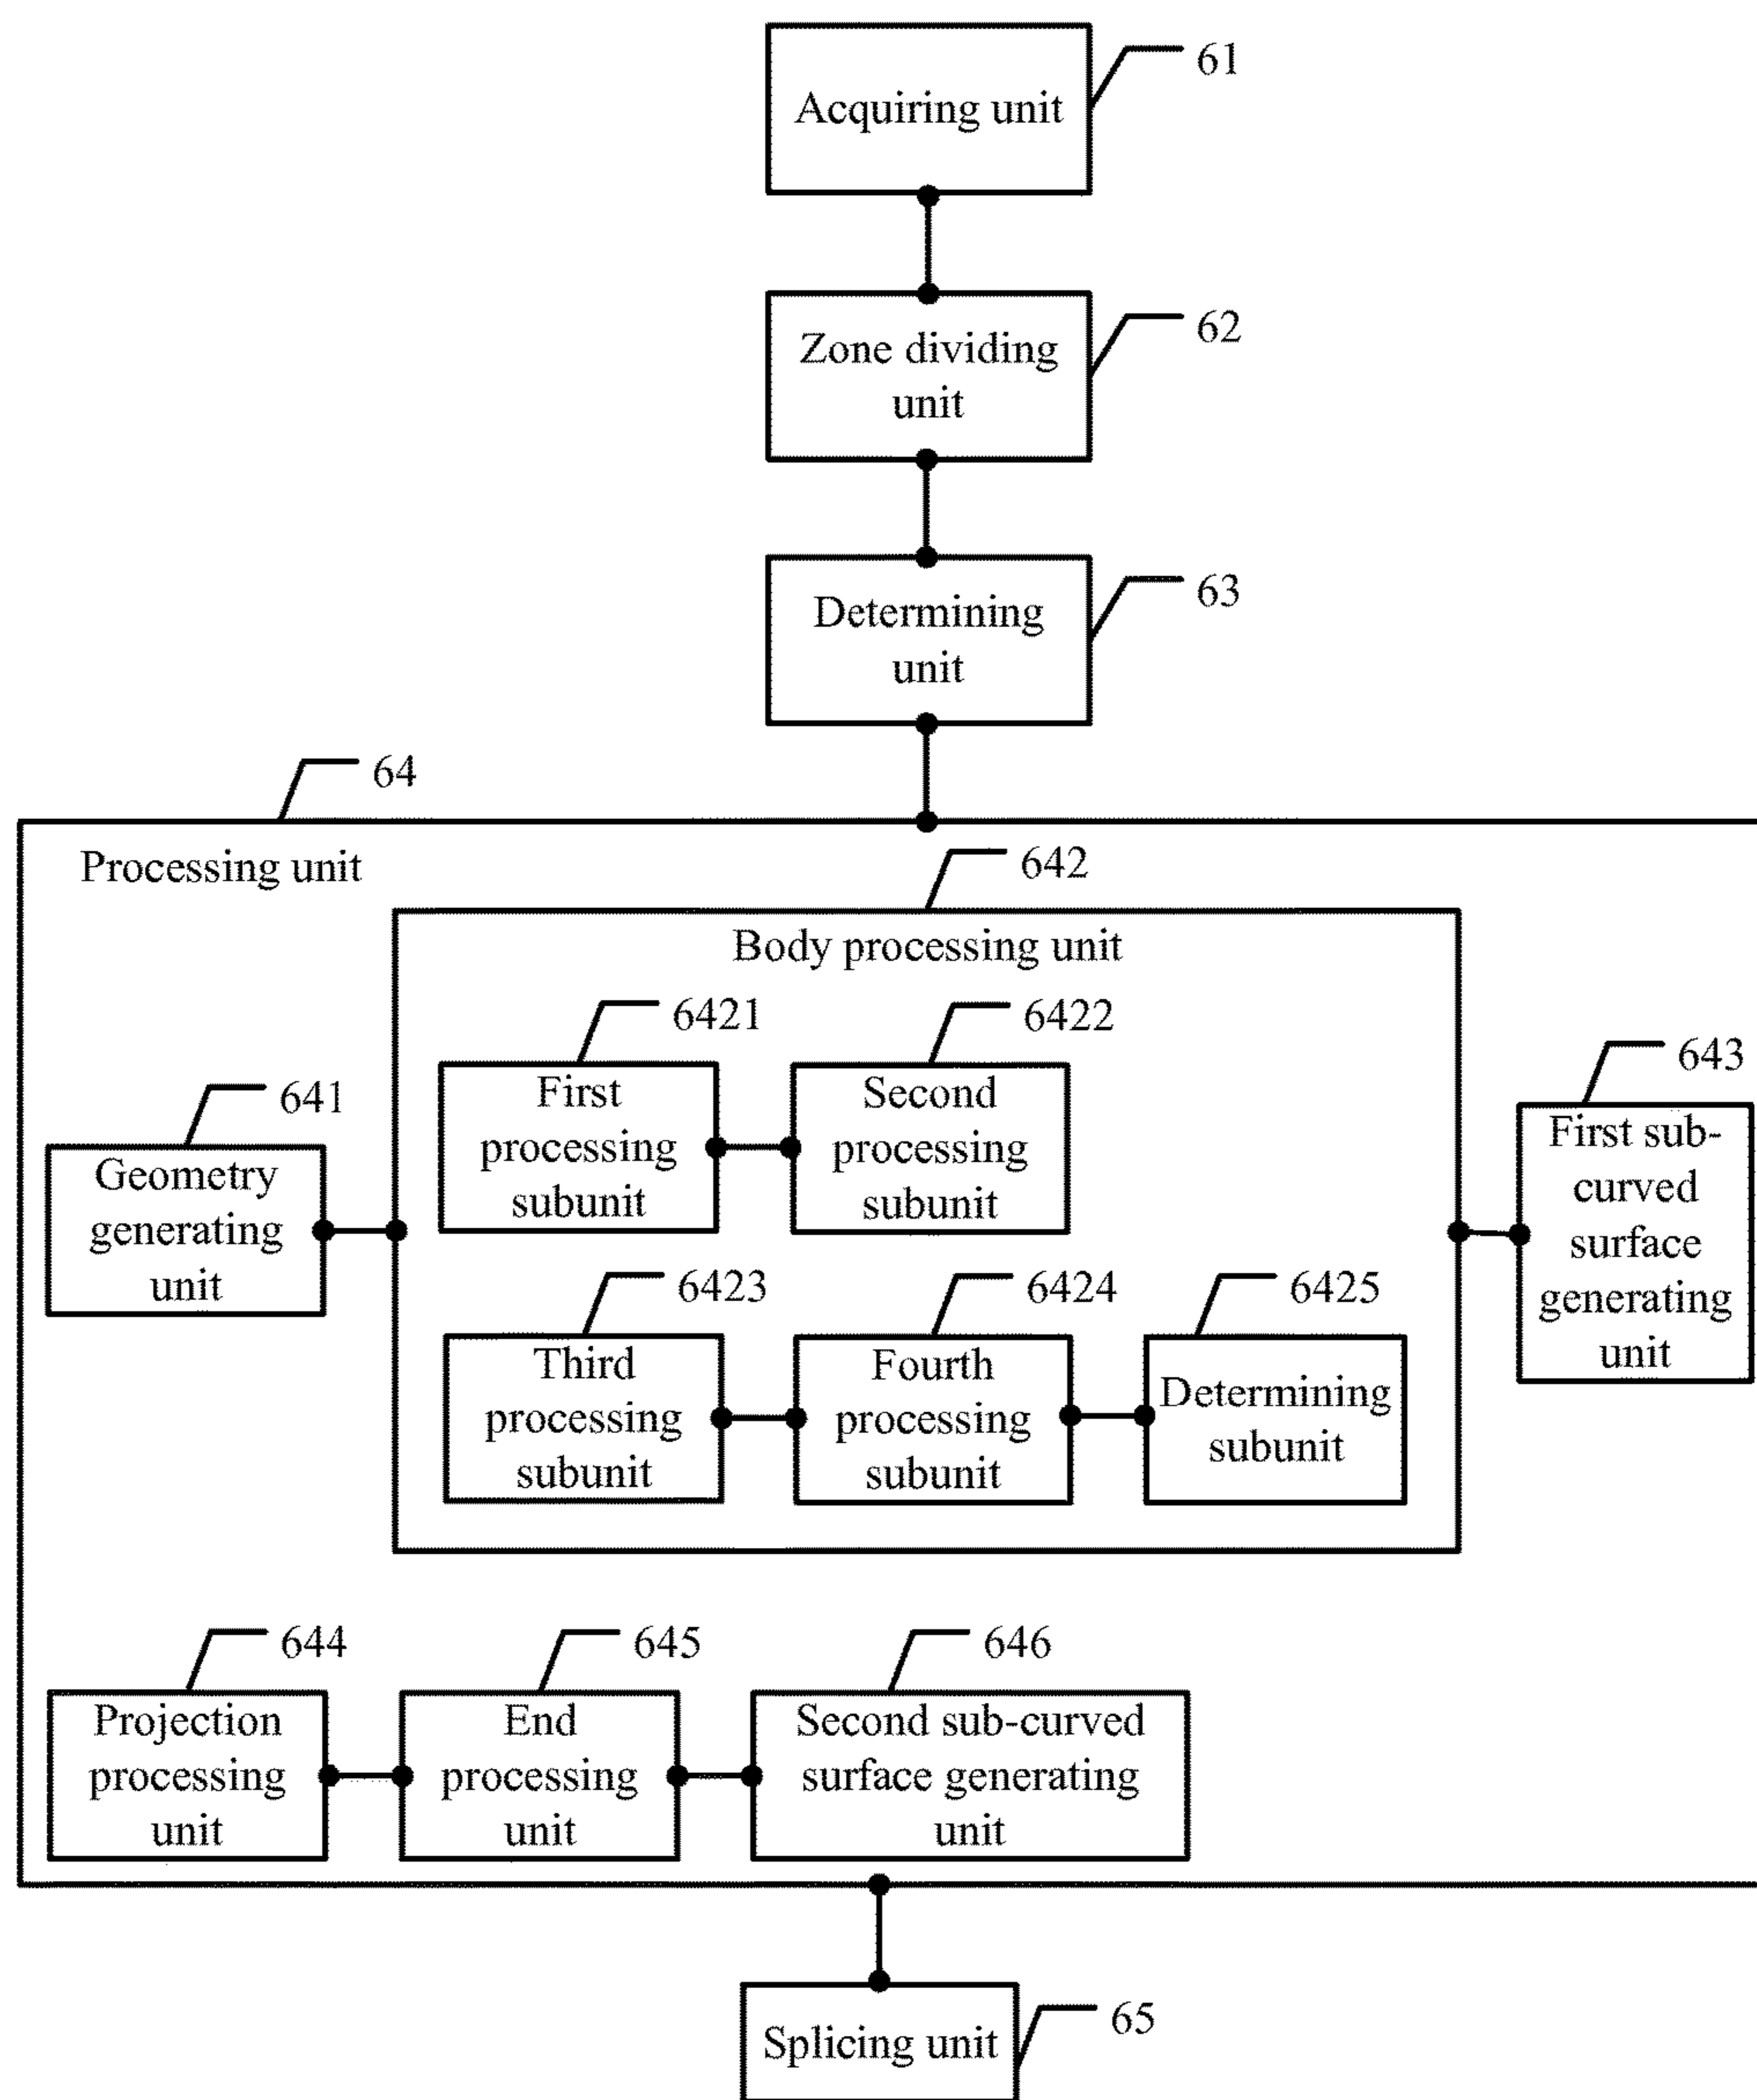 61
Acquiring unit
62
Zone dividing
unit
63
Determining
unit
64
Processing unit
642
Body processing unit
6421
First
processing
subunit
6422
Second
processing
subunit
641
Geometry
generating
unit
643
First sub-
curved
surface
generating
unit
6423
Third
processing
subunit
6424
Fourth
processing
subunit
6425
Determining
subunit
644
Projection
processing
unit
645
End
processing
unit
646
Second sub-curved
surface generating
unit
65
Splicing unit